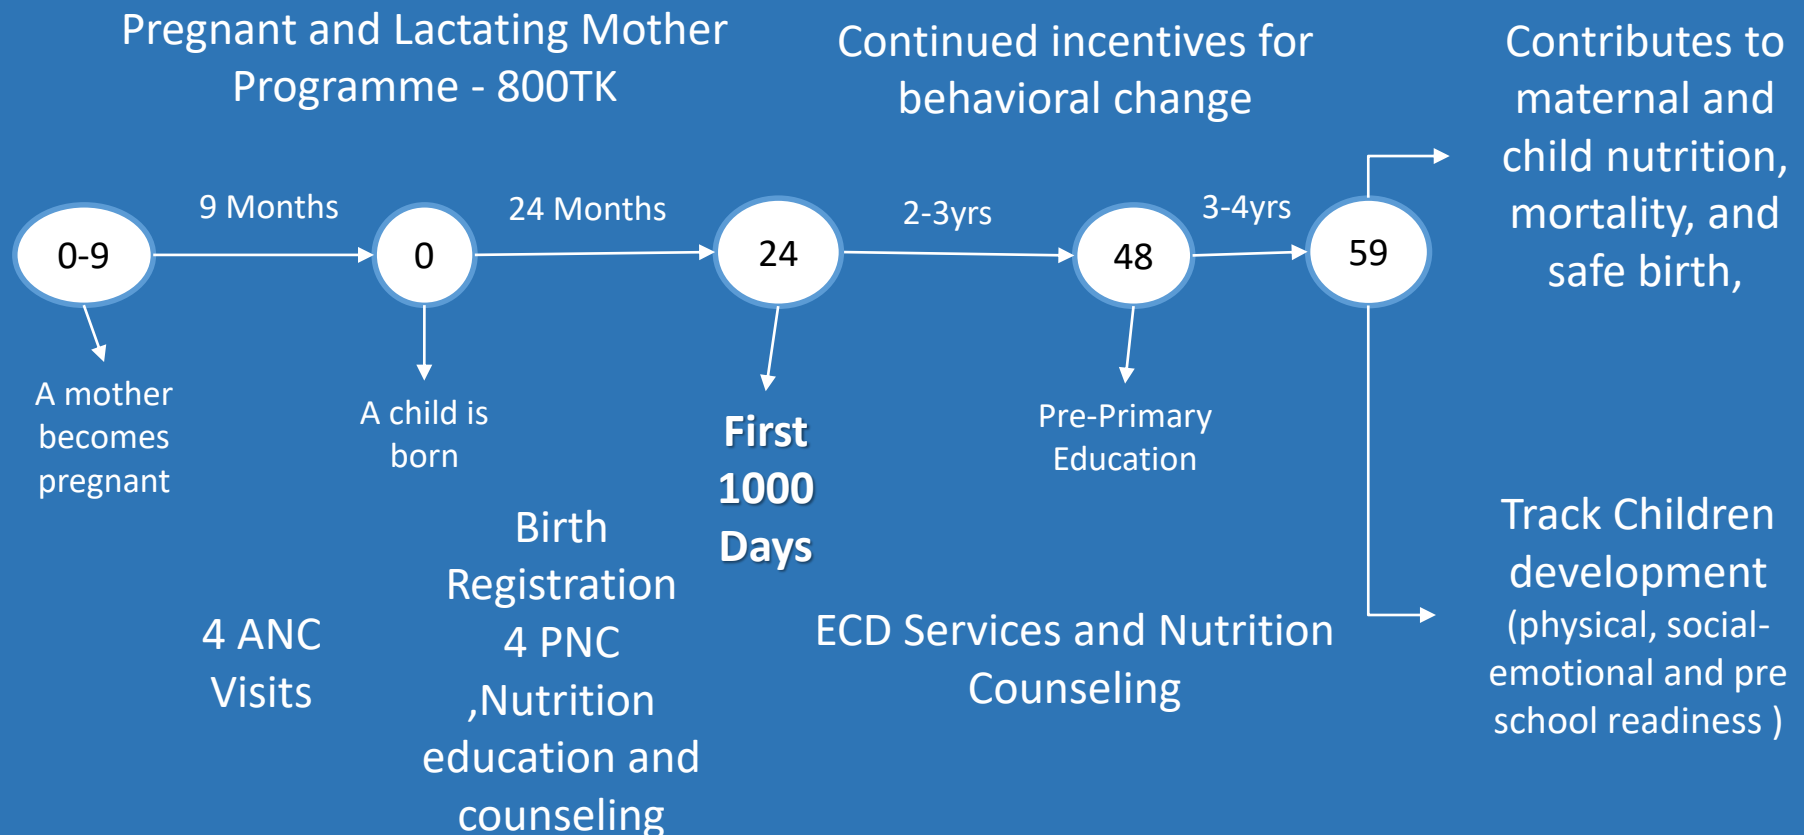 Pregnant and Lactating Mother
Programme - 800TK
Continued incentives for
behavioral change
Contributes to
maternal and
child nutrition,
mortality, and
safe birth,
9 Months
24 Months
2-3yrs
3-4yrs
0-9
0
24
48
59
A mother
becomes
pregnant
A child is
born
First
1000
Days
Pre-Primary
Education
4 ANC
Visits
Birth
Registration
4 PNC
,Nutrition
education and
counseling
ECD Services and Nutrition
Counseling
Track Children
development
(physical, social-
emotional and pre
school readiness )